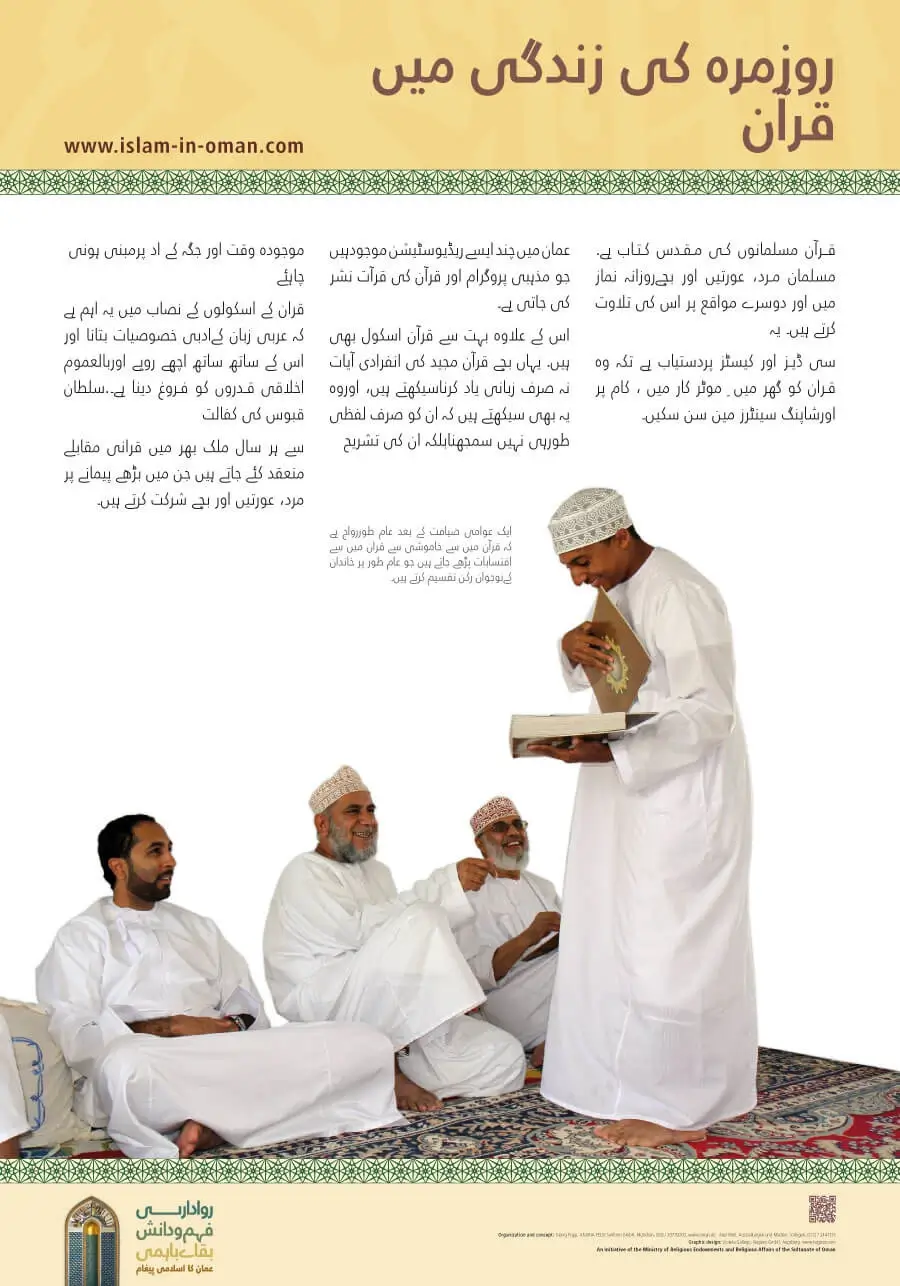 روزمرہ کی زندگی میں
قرآن
www.islam-in-oman.com
قرآن مسلمانوں کی مقدس کتاب ہے۔
مسلمان مرد، عورتیں اور بچےروزانہ نماز
میں اور دوسرے مواقع پر اس کی تلاوت
کرتے ہیں۔ یہ
سی ڈیز اور کیسٹز پردستیاب ہے تکہ وہ
قران کو گھر میں ٕ موٹر کار میں ، کام پر
اورشاپنگ سینٹرز مین سن سکیں۔
عمان میں چند ایسے ریڈیوسٹیشن موجودہیں
جو مذہبی پروگرام اور قرآن کی قرآت نشر
کی جاتی ہے۔
اس کے علاوہ بہت سے قرآن اسکول بھی
ہیں۔ یہاں بچے قرآن مجید کی انفرادی آیات
نہ صرف زبانی یاد کرناسیکھتے ہیں، اوروہ
یہ بھی سیکھتے ہیں کہ ان کو صرف لفظی
طورہی نہیں سمجھنابلکہ ان کی تشریح
موجودہ وقت اور جگہ کے اد پرمبنی ہونی
چاہئے
قران کے اسکولوں کے نصاب میں یہ اہم ہے
کہ عربی زبان کےادبی خصوصیات بتانا اور
اس کے ساتھ ساتھ اچھے رویے اوربالعموم
اخلاقی قدروں کو فروغ دینا ہے۔.سلطان
قبوس کی کفالت
سے ہر سال ملک بھر میں قرانی مقابلے
منعقد کئے جاتے ہیں جن میں بڑھے پیمانے پر
مرد، عورتیں اور بچے شرکت کرتے ہیں۔
ایک عوامی ضیافت کے بعد عام طورپرواج ہے
کہ قرآن میں سے خاموشی سے قران میں سے
اقتسابات پڑھے جاتے ہیں جو عام طور پر خاندان
کےنوجوان رکن تقسیم کرتے ہیں۔
رواداری
فہم ودانش
بقائے باہمی
عمان کا اسلامی پیغام
An initiative of the Ministry of Religious Endowments and Religious Affairs of the Sultanate of Oman